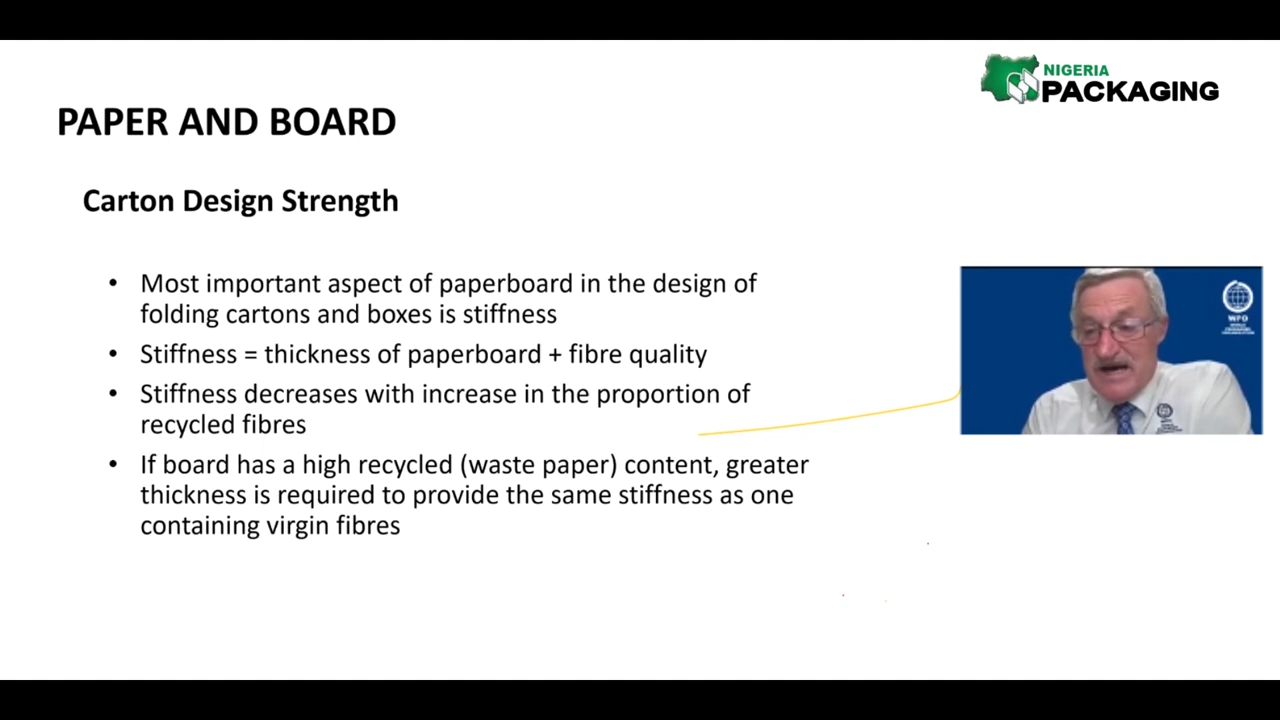 NIGERIA
PACKAGING
PAPER AND BOARD
Carton Design Strength
• Most important aspect of paperboard in the design of
folding cartons and boxes is stiffness
• Stiffness = thickness of paperboard + fibre quality
• Stiffness decreases with increase in the proportion of
recycled fibres
• If board has a high recycled (waste paper) content, greater
thickness is required to provide the same stiffness as one
containing virgin fibres
WPO